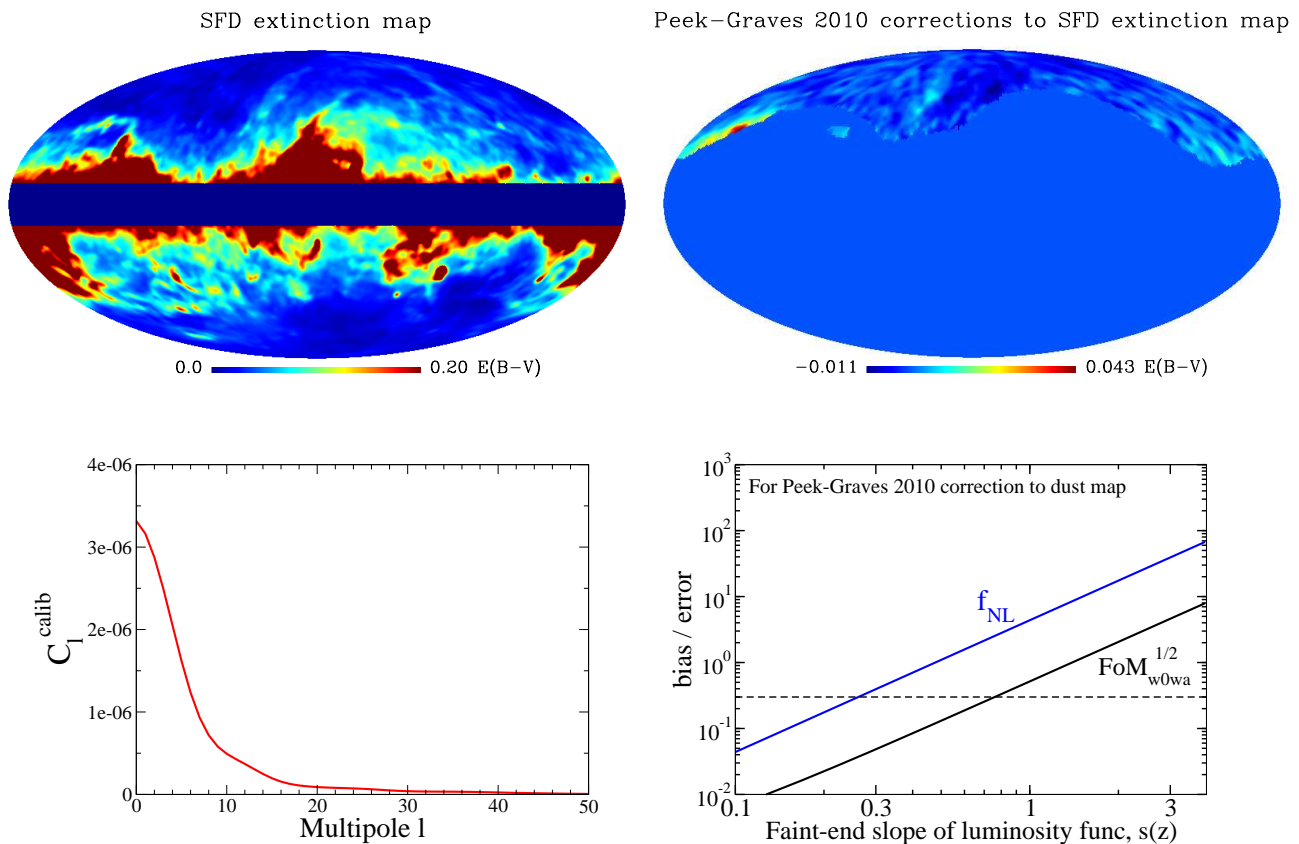 SFD extinction map
Peek-Graves 2010 corrections to SFD extinction map
0.0 0.20 E(B-V)
-0.011 0.043 E(B-V)
4e-06
3e-06
2e-06
1e-06
0
C_l^calib
0 10 20 30 40 50
Multipole l
For Peek-Graves 2010 correction to dust map
10^3
10^2
10^1
10^0
10^-1
10^-2
bias / error
f_NL
FoM_w0wa^1/2
0.1 0.3 1 3
Faint-end slope of luminosity func, s(z)